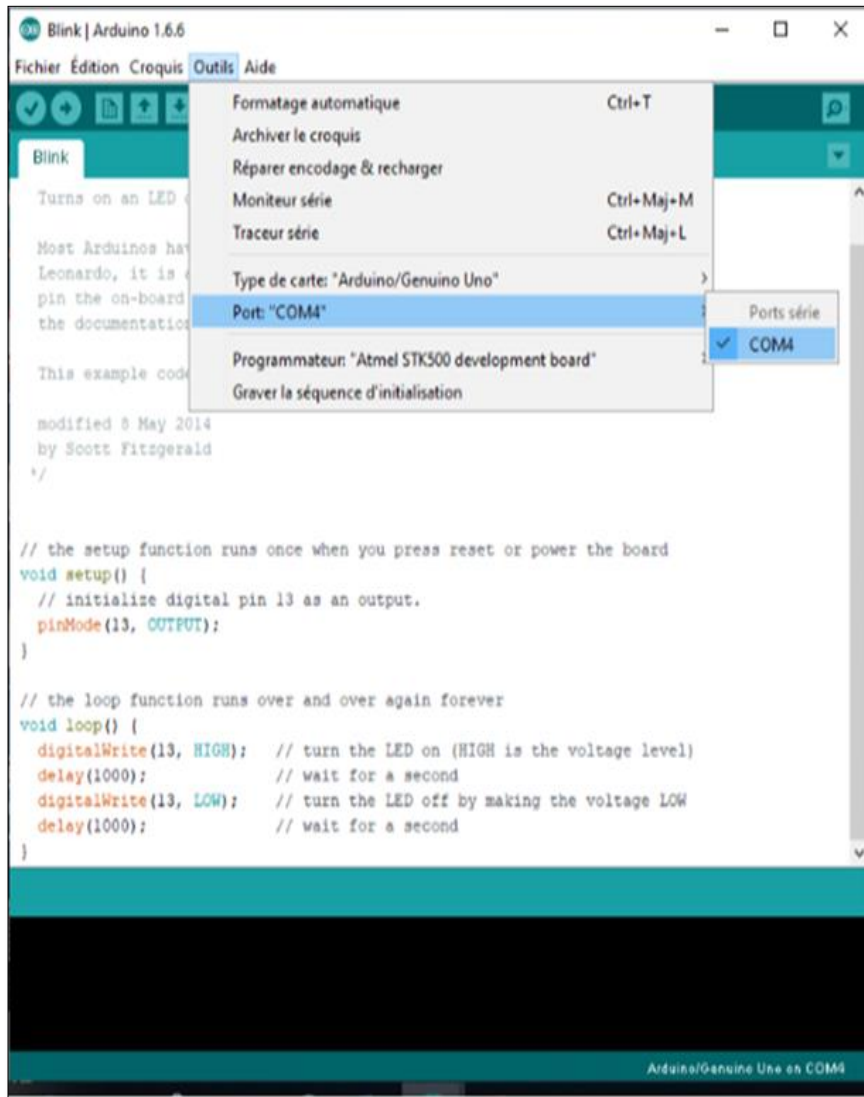 Blink | Arduino 1.6.6
Fichier Édition Croquis Outils Aide
Formatage automatique Ctrl+T
Archiver le croquis
Réparer encodage & recharger
Moniteur série Ctrl+Maj+M
Traceur série Ctrl+Maj+L
Type de carte: "Arduino/Genuino Uno"
Port: "COM4"
Ports série
COM4
Programmateur: "Atmel STK500 development board"
Graver la séquence d'initialisation
Blink
Turns on an LED
Most Arduinos
Leonardo, it is
pin the on-board
the
This example code
modified 8 May 2014
by Scott Fitzgerald
*/
// the setup function runs once when you press reset or power the board
void setup() {
// initialize digital pin 13 as an output.
pinMode(13, OUTPUT);
}
// the loop function runs over and over again forever
void loop() {
digitalWrite(13, HIGH); // turn the LED on (HIGH is the voltage level)
delay(1000); // wait for a second
digitalWrite(13, LOW); // turn the LED off by making the voltage LOW
delay(1000); // wait for a second
}
Arduino/Genuino Uno on COM4